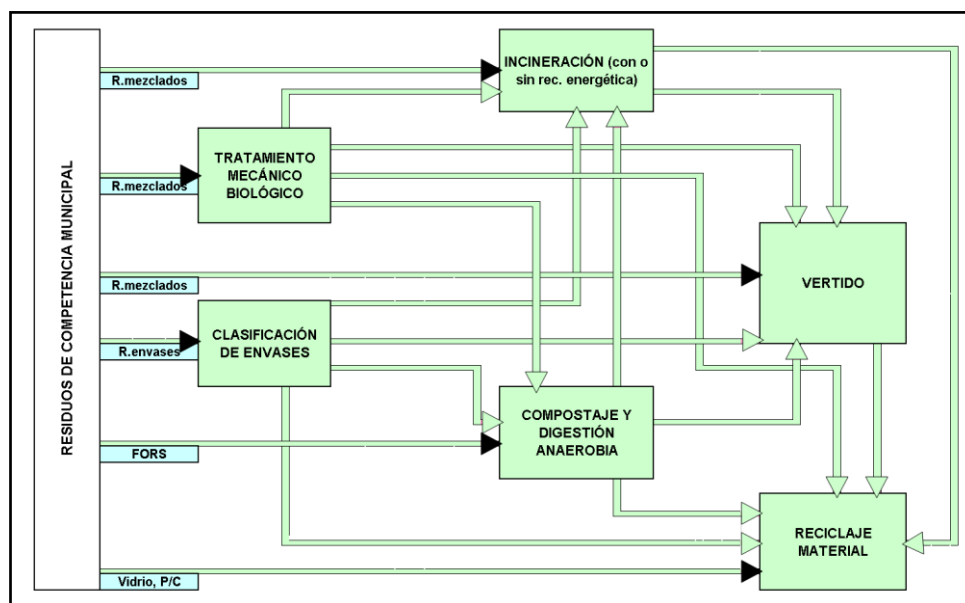 RESIDUOS DE COMPETENCIA MUNICIPAL
R.mezclados
INCINERACIÓN (con o
sin rec. energética)
R.mezclados
TRATAMIENTO
MECÁNICO
BIOLÓGICO
R.mezclados
VERTIDO
R.envases
CLASIFICACIÓN
DE ENVASES
FORS
COMPOSTAJE Y
DIGESTIÓN
ANAEROBIA
Vidrio, P/C
RECICLAJE
MATERIAL